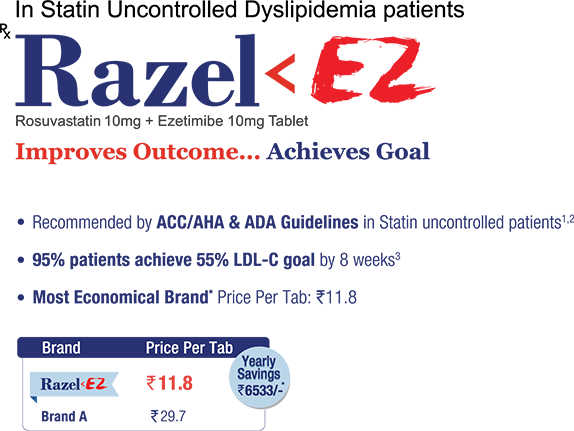 In Statin Uncontrolled Dyslipidemia patients
℞ Razel<EZ
Rosuvastatin 10mg + Ezetimibe 10mg Tablet
Improves Outcome... Achieves Goal
• Recommended by ACC/AHA & ADA Guidelines in Statin uncontrolled patients1,2
• 95% patients achieve 55% LDL-C goal by 8 weeks3
• Most Economical Brand* Price Per Tab: ₹11.8
Brand Price Per Tab
Razel<EZ ₹11.8
Brand A ₹29.7
Yearly
Savings
₹6533/-*